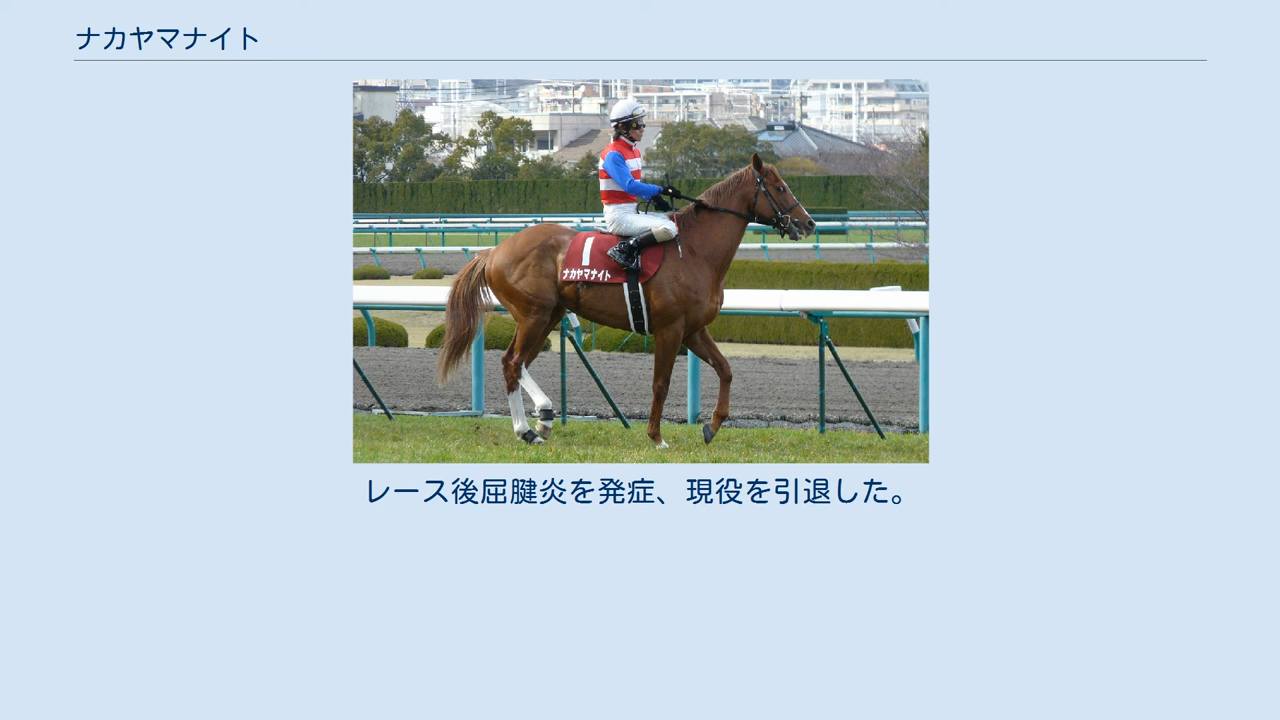 ナカヤマナイト
1
ナカヤマナイト
レース後屈腱炎を発症、現役を引退した。